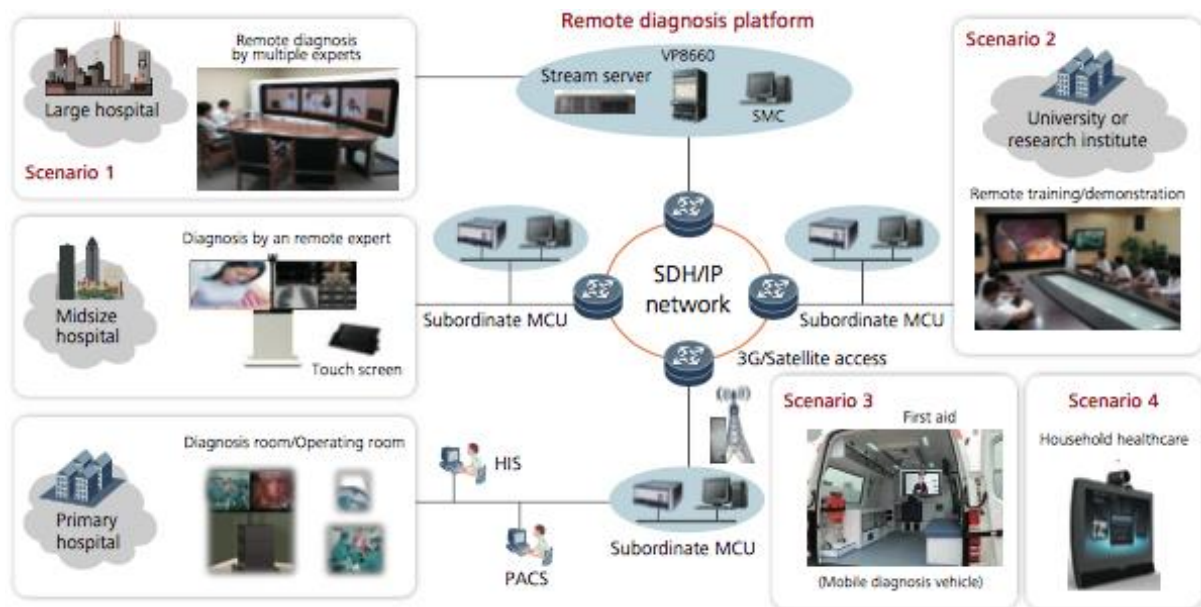 Remote diagnosis platform
VP8660
Stream server
SMC
Remote diagnosis
by multiple experts
Large hospital
Scenario 1
Scenario 2
University or
research institute
Remote training/demonstration
Diagnosis by an remote expert
Midsize
hospital
Touch screen
Subordinate MCU
SDH/IP
network
Subordinate MCU
3G/Satellite access
Diagnosis room/Operating room
Primary
hospital
HIS
PACS
Subordinate MCU
Scenario 3
First aid
(Mobile diagnosis vehicle)
Scenario 4
Household healthcare